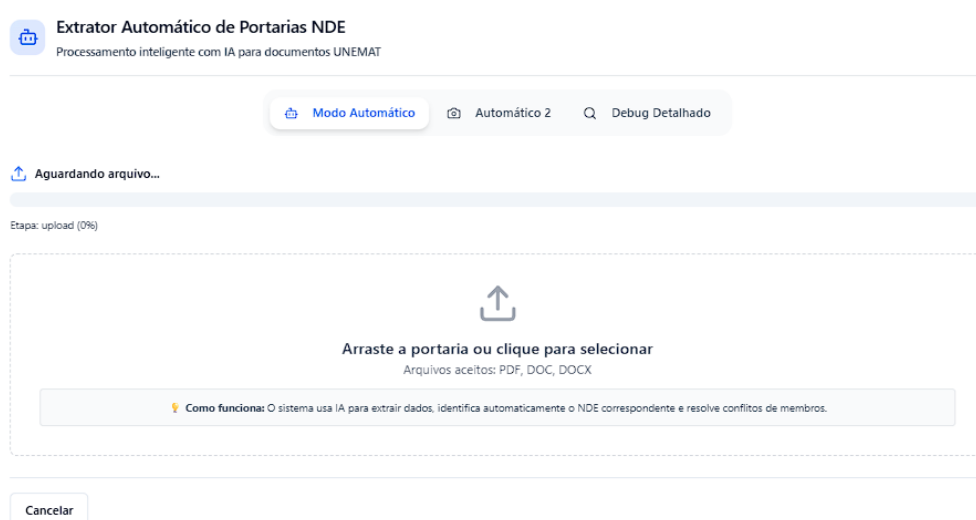 Extrator Automático de Portarias NDE
Processamento inteligente com IA para documentos UNEMAT
Modo Automático
Automático 2
Debug Detalhado
Aguardando arquivo...
Etapa: upload (0%)
Arraste a portaria ou clique para selecionar
Arquivos aceitos: PDF, DOC, DOCX
💡 Como funciona: O sistema usa IA para extrair dados, identifica automaticamente o NDE correspondente e resolve conflitos de membros.
Cancelar